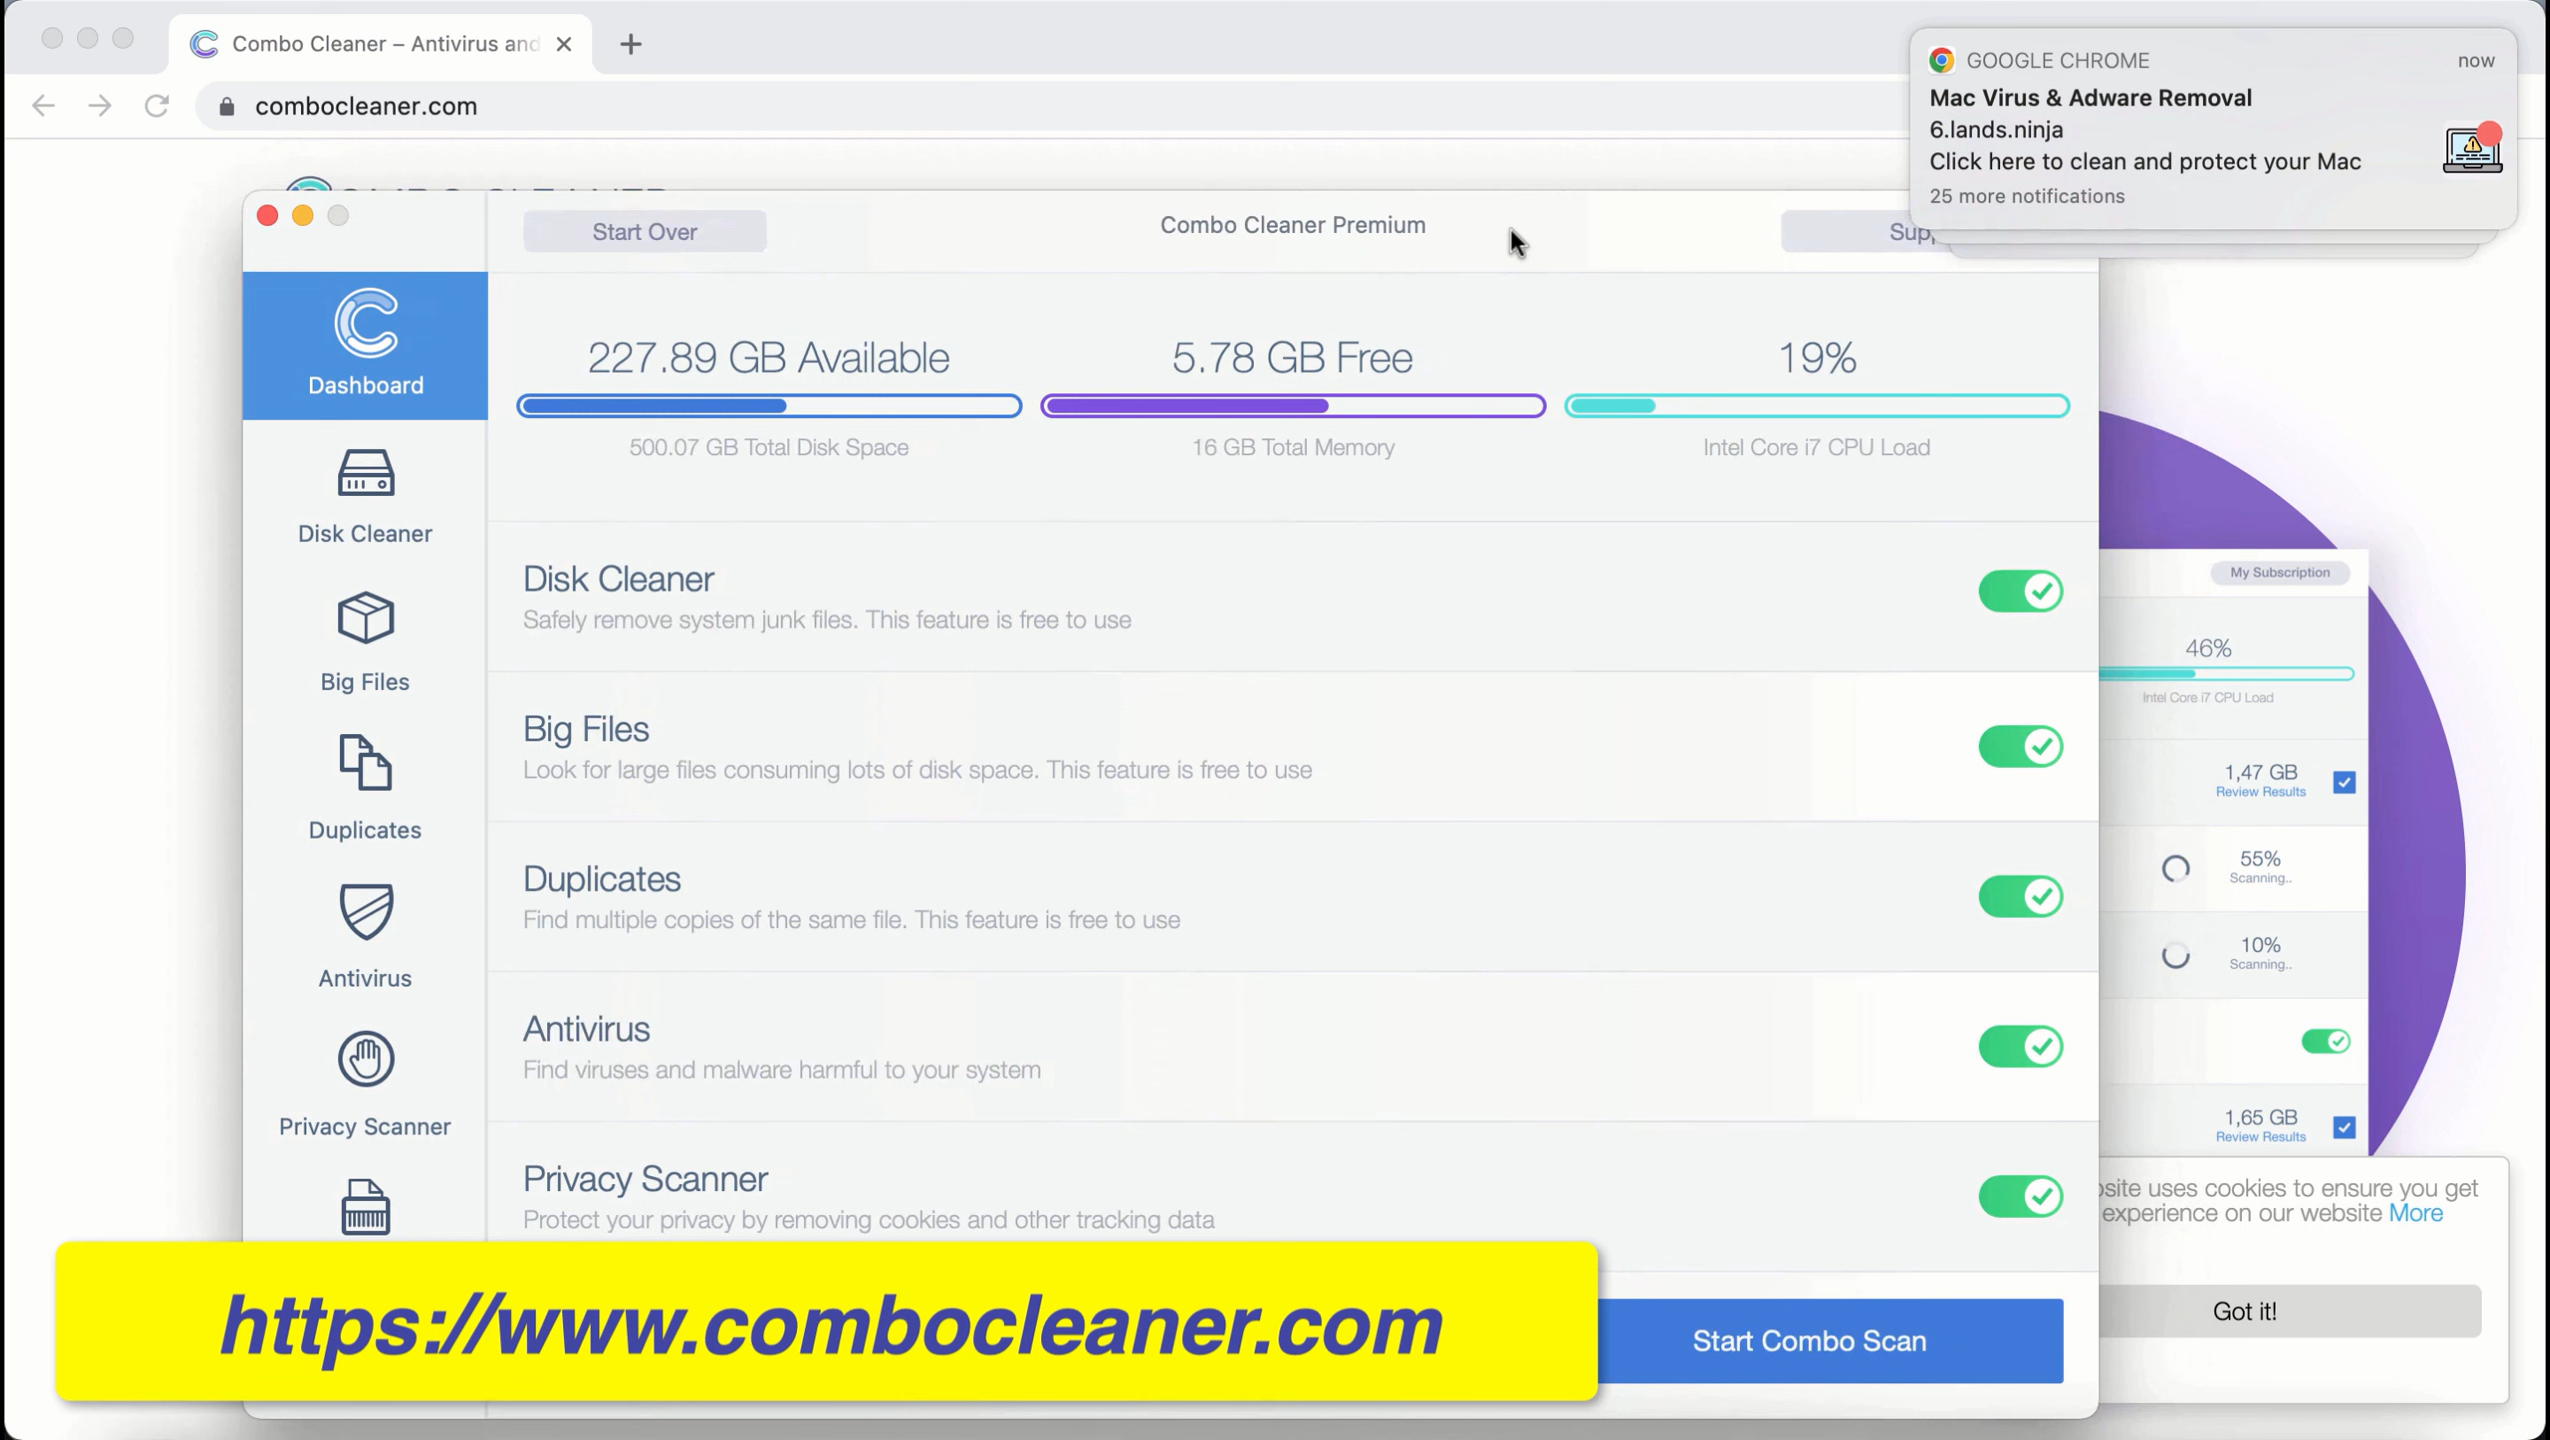 Combo Cleaner – Antivirus and
combocleaner.com
GOOGLE CHROME
now
Mac Virus & Adware Removal
6.lands.ninja
Click here to clean and protect your Mac
25 more notifications
Start Over
Combo Cleaner Premium
Dashboard
227.89 GB Available
500.07 GB Total Disk Space
5.78 GB Free
16 GB Total Memory
19%
Intel Core i7 CPU Load
Disk Cleaner
Big Files
Duplicates
Antivirus
Privacy Scanner
Disk Cleaner
Safely remove system junk files. This feature is free to use
Big Files
Look for large files consuming lots of disk space. This feature is free to use
Duplicates
Find multiple copies of the same file. This feature is free to use
Antivirus
Find viruses and malware harmful to your system
Privacy Scanner
Protect your privacy by removing cookies and other tracking data
Start Combo Scan
https://www.combocleaner.com
My Subscription
46%
Intel Core i7 CPU Load
1,47 GB
Review Results
55%
Scanning..
10%
Scanning..
1,65 GB
Review Results
uses cookies to ensure you get
experience on our website More
Got it!